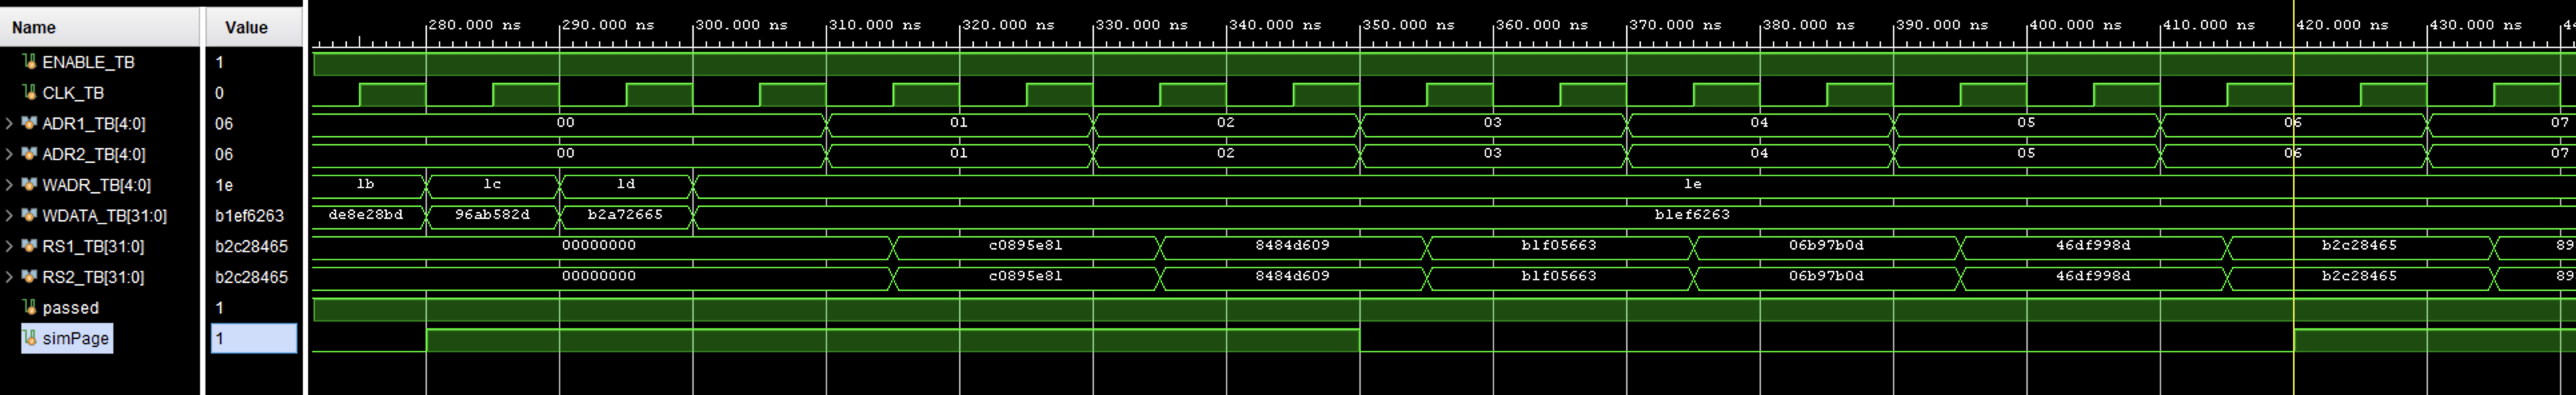 Name Value 280.000 ns 290.000 ns 300.000 ns 310.000 ns 320.000 ns 330.000 ns 340.000 ns 350.000 ns 360.000 ns 370.000 ns 380.000 ns 390.000 ns 400.000 ns 410.000 ns 420.000 ns 430.000 ns 44
ENABLE_TB 1
CLK_TB 0
ADR1_TB[4:0] 06 00 01 02 03 04 05 06 07
ADR2_TB[4:0] 06 00 01 02 03 04 05 06 07
WADR_TB[4:0] 1e 1b 1c 1d 1e
WDATA_TB[31:0] b1ef6263 de8e28bd 96ab582d b2a72665 b1ef6263
RS1_TB[31:0] b2c28465 00000000 c0895e81 8484d609 b1f05663 06b97b0d 46df998d b2c28465 89
RS2_TB[31:0] b2c28465 00000000 c0895e81 8484d609 b1f05663 06b97b0d 46df998d b2c28465 89
passed 1
simPage 1